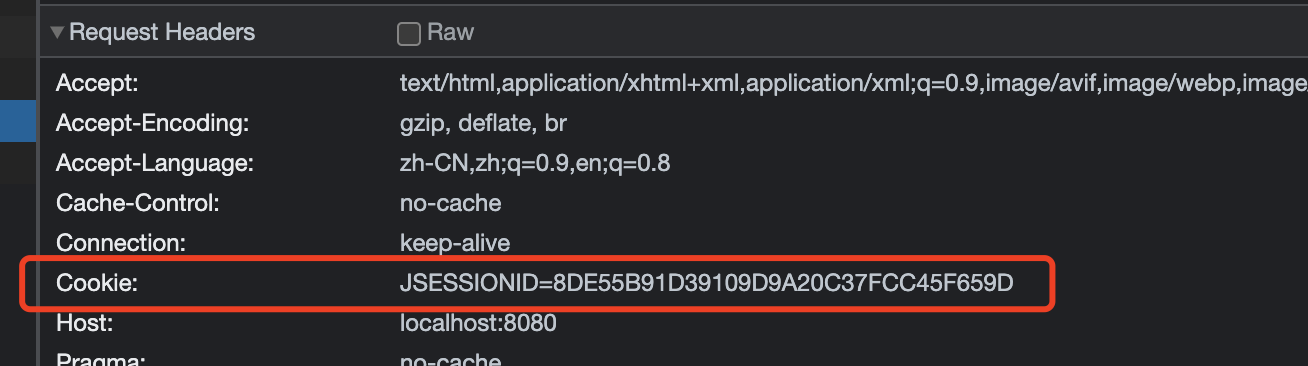 Request Headers Raw
Accept: text/html,application/xhtml+xml,application/xml;q=0.9,image/avif,image/webp,image/
Accept-Encoding: gzip, deflate, br
Accept-Language: zh-CN,zh;q=0.9,en;q=0.8
Cache-Control: no-cache
Connection: keep-alive
Cookie: JSESSIONID=8DE55B91D39109D9A20C37FCC45F659D
Host: localhost:8080
Pragma: no-cache